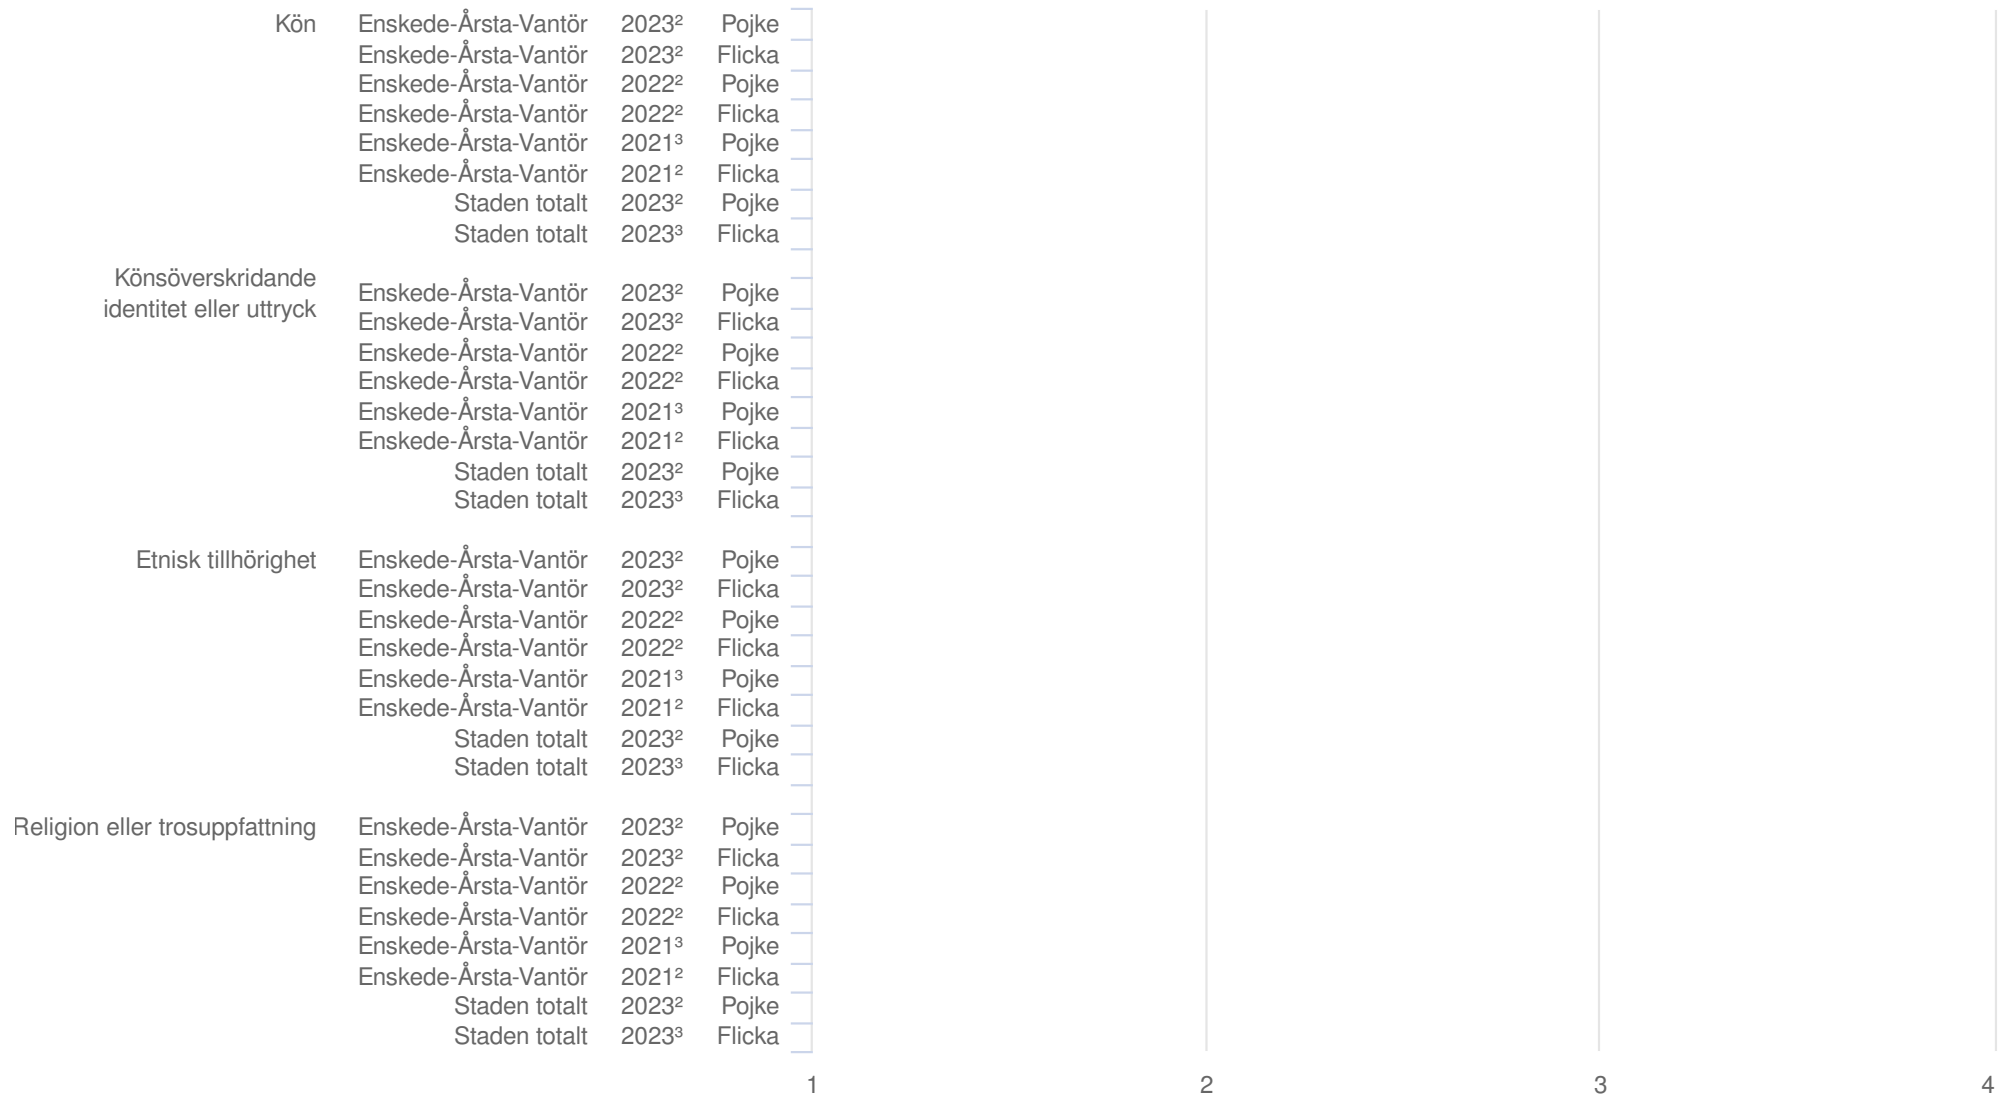 Kön Enskede-Årsta-Vantör 2023² Pojke
Enskede-Årsta-Vantör 2023² Flicka
Enskede-Årsta-Vantör 2022² Pojke
Enskede-Årsta-Vantör 2022² Flicka
Enskede-Årsta-Vantör 2021³ Pojke
Enskede-Årsta-Vantör 2021² Flicka
Staden totalt 2023² Pojke
Staden totalt 2023³ Flicka
Könsöverskridande
identitet eller uttryck
Enskede-Årsta-Vantör 2023² Pojke
Enskede-Årsta-Vantör 2023² Flicka
Enskede-Årsta-Vantör 2022² Pojke
Enskede-Årsta-Vantör 2022² Flicka
Enskede-Årsta-Vantör 2021³ Pojke
Enskede-Årsta-Vantör 2021² Flicka
Staden totalt 2023² Pojke
Staden totalt 2023³ Flicka
Etnisk tillhörighet Enskede-Årsta-Vantör 2023² Pojke
Enskede-Årsta-Vantör 2023² Flicka
Enskede-Årsta-Vantör 2022² Pojke
Enskede-Årsta-Vantör 2022² Flicka
Enskede-Årsta-Vantör 2021³ Pojke
Enskede-Årsta-Vantör 2021² Flicka
Staden totalt 2023² Pojke
Staden totalt 2023³ Flicka
Religion eller trosuppfattning Enskede-Årsta-Vantör 2023² Pojke
Enskede-Årsta-Vantör 2023² Flicka
Enskede-Årsta-Vantör 2022² Pojke
Enskede-Årsta-Vantör 2022² Flicka
Enskede-Årsta-Vantör 2021³ Pojke
Enskede-Årsta-Vantör 2021² Flicka
Staden totalt 2023² Pojke
Staden totalt 2023³ Flicka
1 2 3 4